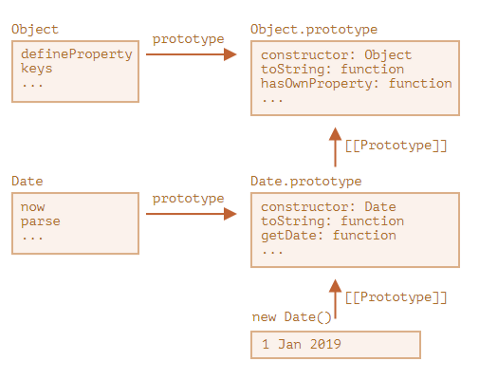 Object
defineProperty
keys
...
prototype
Object.prototype
constructor: Object
toString: function
hasOwnProperty: function
...
[[Prototype]]
Date
now
parse
...
prototype
Date.prototype
constructor: Date
toString: function
getDate: function
...
[[Prototype]]
new Date()
1 Jan 2019